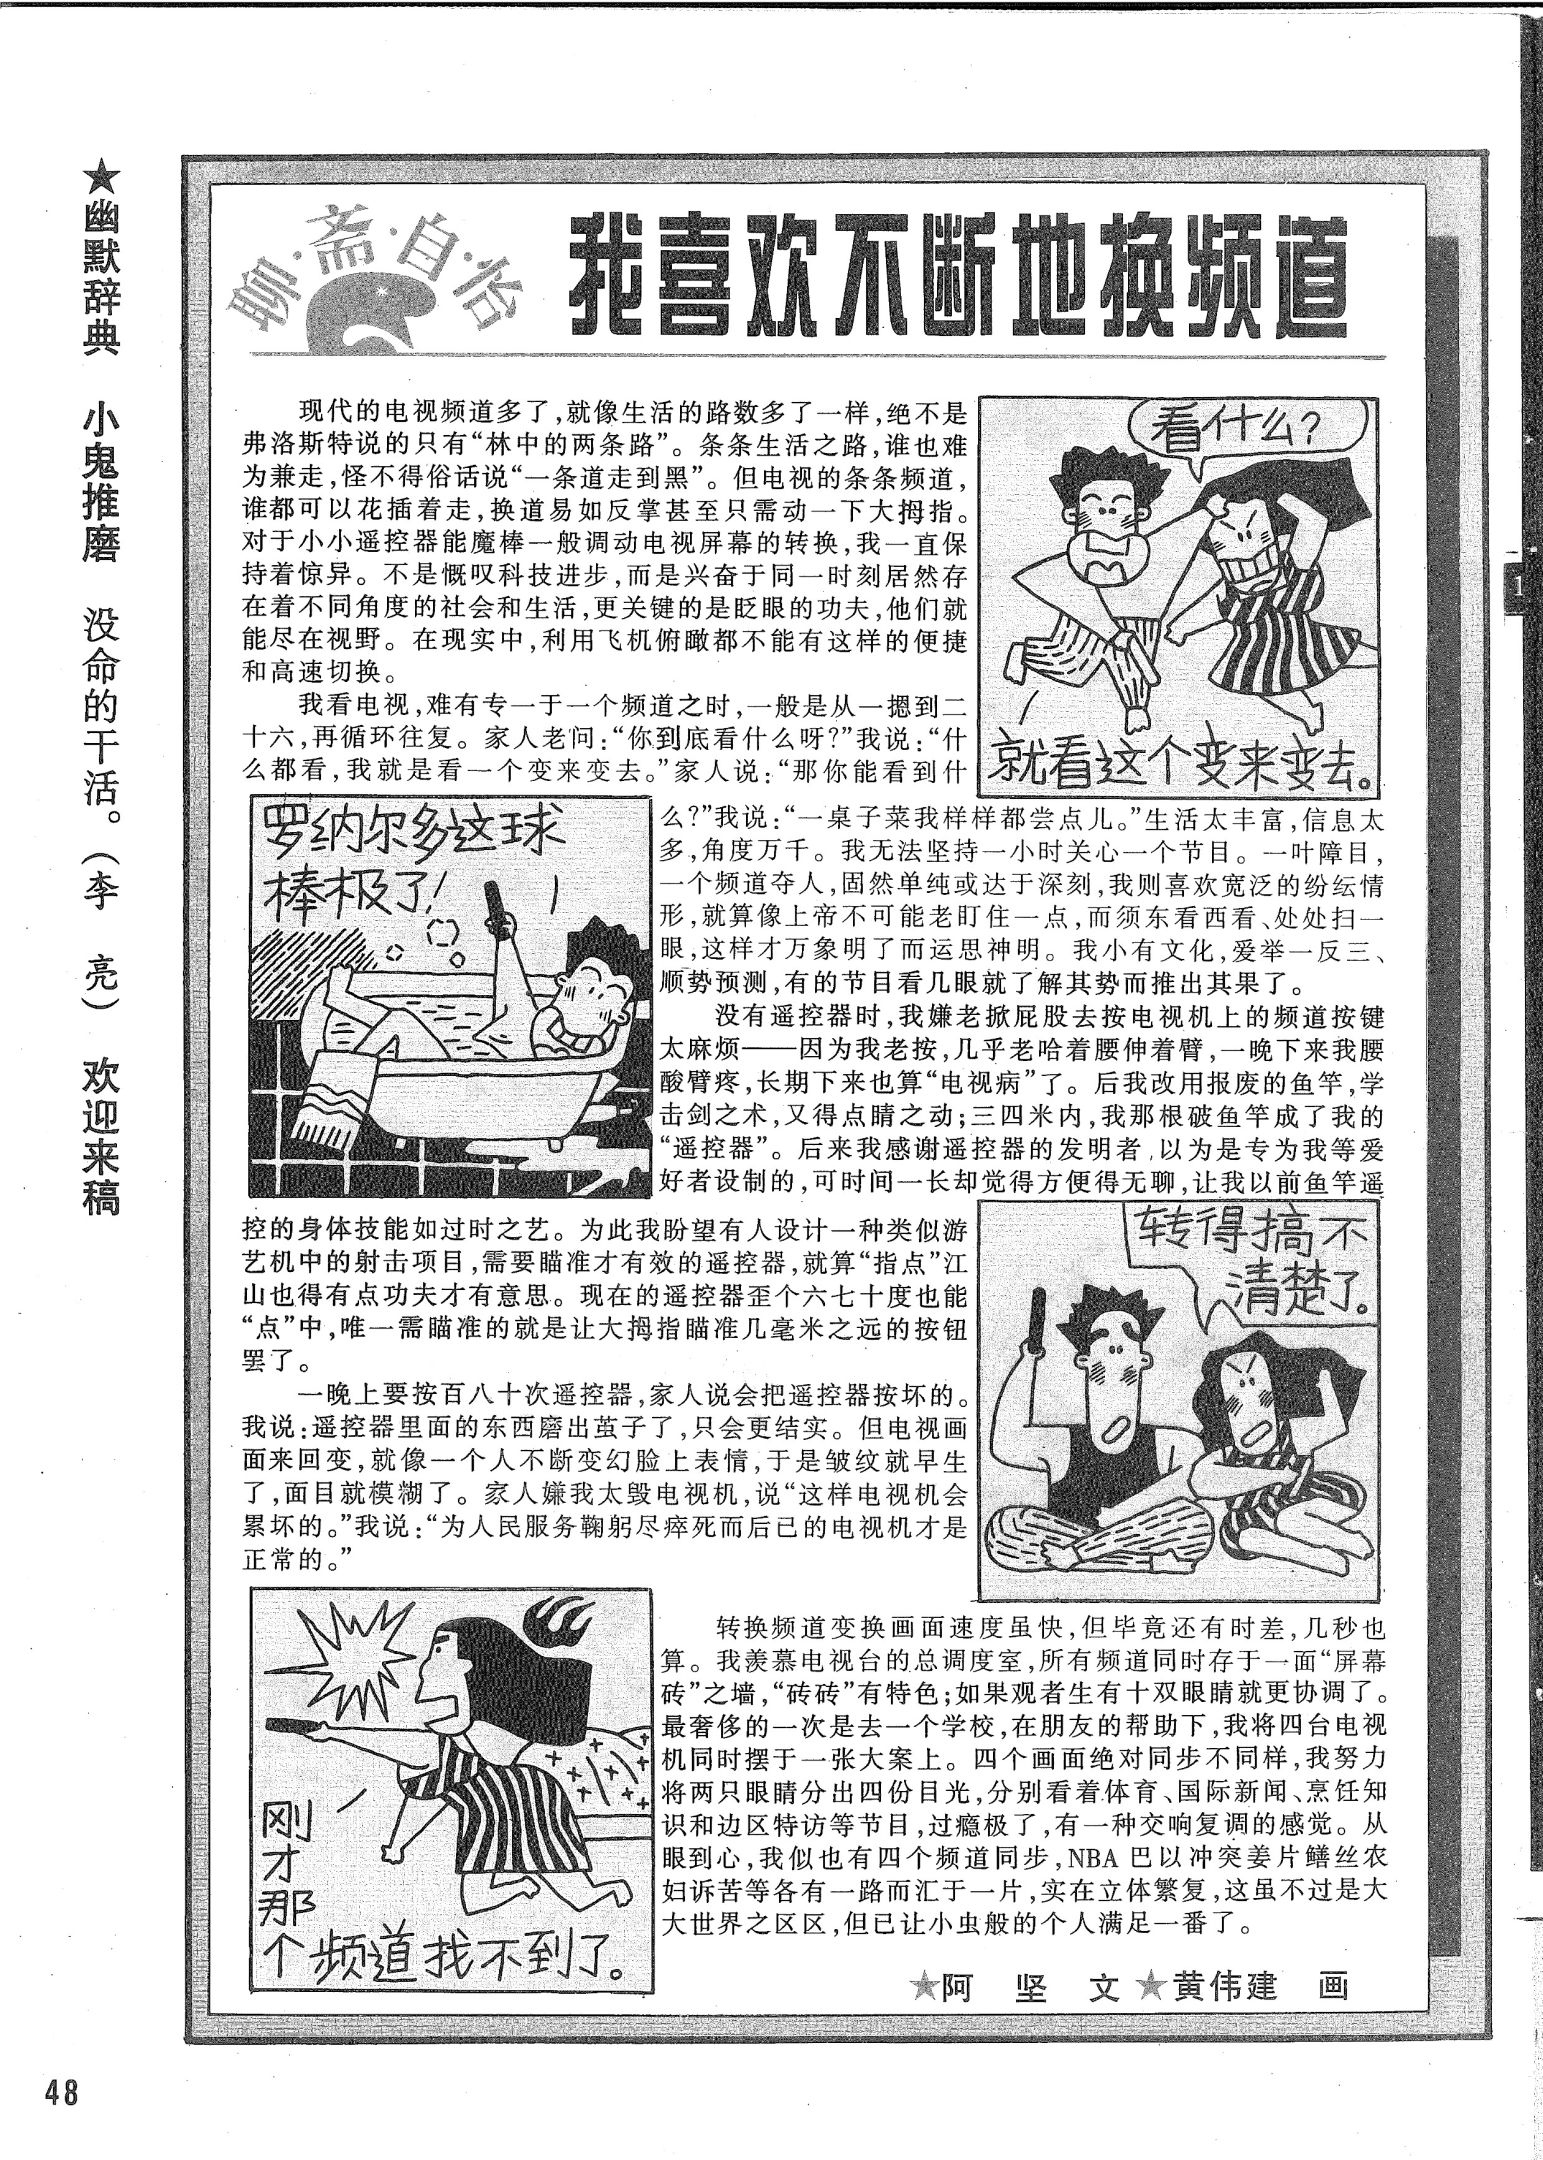 ★幽默辞典 小鬼推磨 没命的干活。(李 亮) 欢迎来稿
聊·斋·自·怡
我喜欢不断地换频道
现代的电视频道多了,就像生活的路数多了一样,绝不是
弗洛斯特说的只有“林中的两条路”。条条生活之路,谁也难
为兼走,怪不得俗话说“一条道走到黑”。但电视的条条频道,
谁都可以花插着走,换道易如反掌甚至只需动一下大拇指。
对于小小遥控器能魔棒一般调动电视屏幕的转换,我一直保
持着惊异。不是慨叹科技进步,而是兴奋于同一时刻居然存
在着不同角度的社会和生活,更关键的是眨眼的功夫,他们就
能尽在视野。在现实中,利用飞机俯瞰都不能有这样的便捷
和高速切换。
我看电视,难有专一于一个频道之时,一般是从一摁到二
十六,再循环往复。家人老问:“你到底看什么呀?”我说:“什
么都看,我就是看一个变来变去。”家人说:“那你能看到什
看什么?
就看这个变来变去。
罗纳尔多这球
棒极了!
么?”我说:“一桌子菜我样样都尝点儿。”生活太丰富,信息太
多,角度万千。我无法坚持一小时关心一个节目。一叶障目,
一个频道夺人,固然单纯或达于深刻,我则喜欢宽泛的纷纭情
形,就算像上帝不可能老盯住一点,而须东看西看、处处扫一
眼,这样才万象明了而运思神明。我小有文化,爱举一反三、
顺势预测,有的节目看几眼就了解其势而推出其果了。
没有遥控器时,我嫌老掀屁股去按电视机上的频道按键
太麻烦——因为我老按,几乎老哈着腰伸着臂,一晚下来我腰
酸臂疼,长期下来也算“电视病”了。后我改用报废的鱼竿,学
击剑之术,又得点睛之动;三四米内,我那根破鱼竿成了我的
“遥控器”。后来我感谢遥控器的发明者,以为是专为我等爱
好者设制的,可时间一长却觉得方便得无聊,让我以前鱼竿遥
控的身体技能如过时之艺。为此我盼望有人设计一种类似游
艺机中的射击项目,需要瞄准才有效的遥控器,就算“指点”江
山也得有点功夫才有意思。现在的遥控器歪个六七十度也能
“点”中,唯一需瞄准的就是让大拇指瞄准几毫米之远的按钮
罢了。
一晚上要按百八十次遥控器,家人说会把遥控器按坏的。
我说:遥控器里面的东西磨出茧子了,只会更结实。但电视画
面来回变,就像一个人不断变幻脸上表情,于是皱纹就早生
了,面目就模糊了。家人嫌我太毁电视机,说“这样电视机会
累坏的。”我说:“为人民服务鞠躬尽瘁死而后已的电视机才是
正常的。”
转得搞不
清楚了。
刚
才
那
个频道找不到了。
转换频道变换画面速度虽快,但毕竟还有时差,几秒也
算。我羡慕电视台的总调度室,所有频道同时存于一面“屏幕
砖”之墙,“砖砖”有特色;如果观者生有十双眼睛就更协调了。
最奢侈的一次是去一个学校,在朋友的帮助下,我将四台电视
机同时摆于一张大案上。四个画面绝对同步不同样,我努力
将两只眼睛分出四份目光,分别看着体育、国际新闻、烹饪知
识和边区特访等节目,过瘾极了,有一种交响复调的感觉。从
眼到心,我似也有四个频道同步,NBA巴以冲突姜片鳝丝农
妇诉苦等各有一路而汇于一片,实在立体繁复,这虽不过是大
大世界之区区,但已让小虫般的个人满足一番了。
★阿 坚 文 ★黄伟建 画
48
1